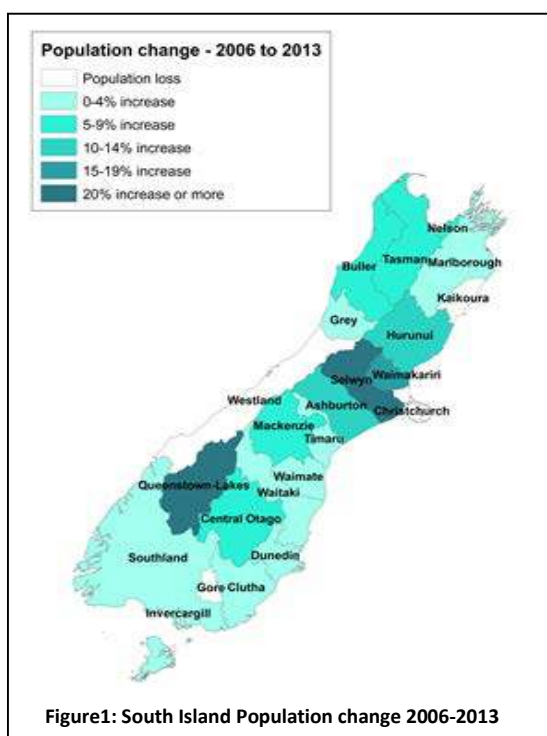 Population change - 2006 to 2013
Population loss
0-4% increase
5-9% increase
10-14% increase
15-19% increase
20% increase or more
Nelson
Tasman
Marlborough
Buller
Kaikoura
Grey
Hurunui
Selwyn
Waimakariri
Westland
Ashburton
Christchurch
Mackenzie
Timaru
Waimate
Queenstown-Lakes
Waitaki
Central Otago
Dunedin
Southland
Gore
Clutha
Invercargill
Figure1: South Island Population change 2006-2013